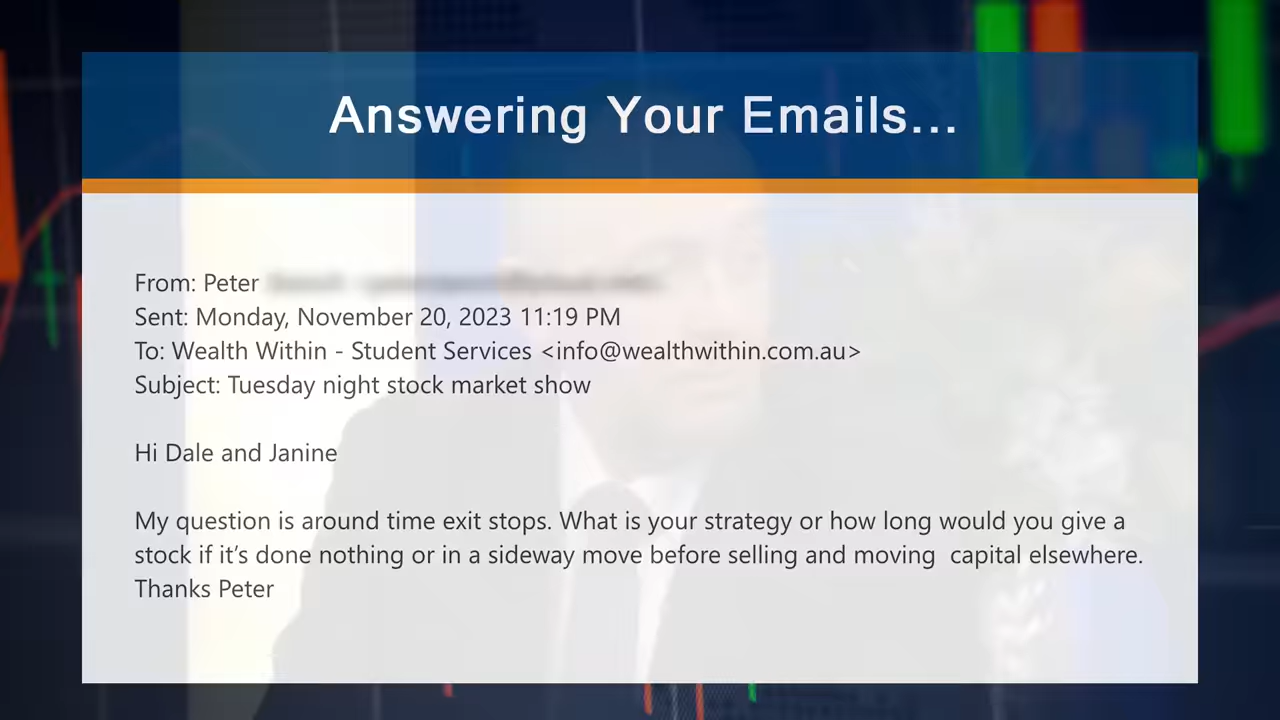 Answering Your Emails...
From: Peter
Sent: Monday, November 20, 2023 11:19 PM
To: Wealth Within - Student Services <info@wealthwithin.com.au>
Subject: Tuesday night stock market show
Hi Dale and Janine
My question is around time exit stops. What is your strategy or how long would you give a
stock if it’s done nothing or in a sideway move before selling and moving  capital elsewhere.
Thanks Peter